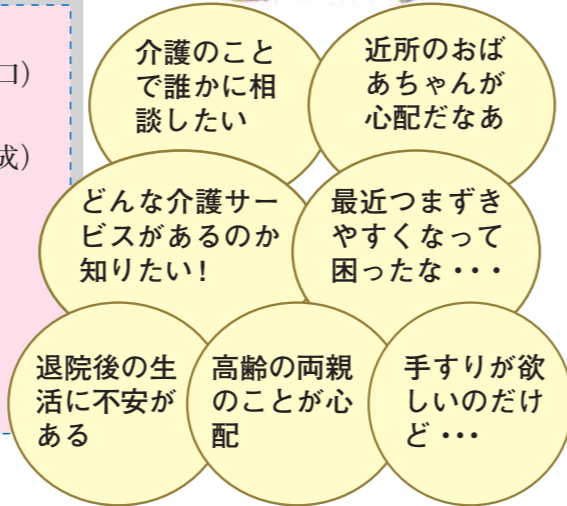 口)
成)
介護のこと
で誰かに相
談したい
近所のおば
あちゃんが
心配だなあ
どんな介護サー
ビスがあるのか
知りたい!
最近つまずき
やすくなって
困ったな・・・
退院後の生
活に不安が
ある
高齢の両親
のことが心
配
手すりが欲
しいのだけ
ど・・・